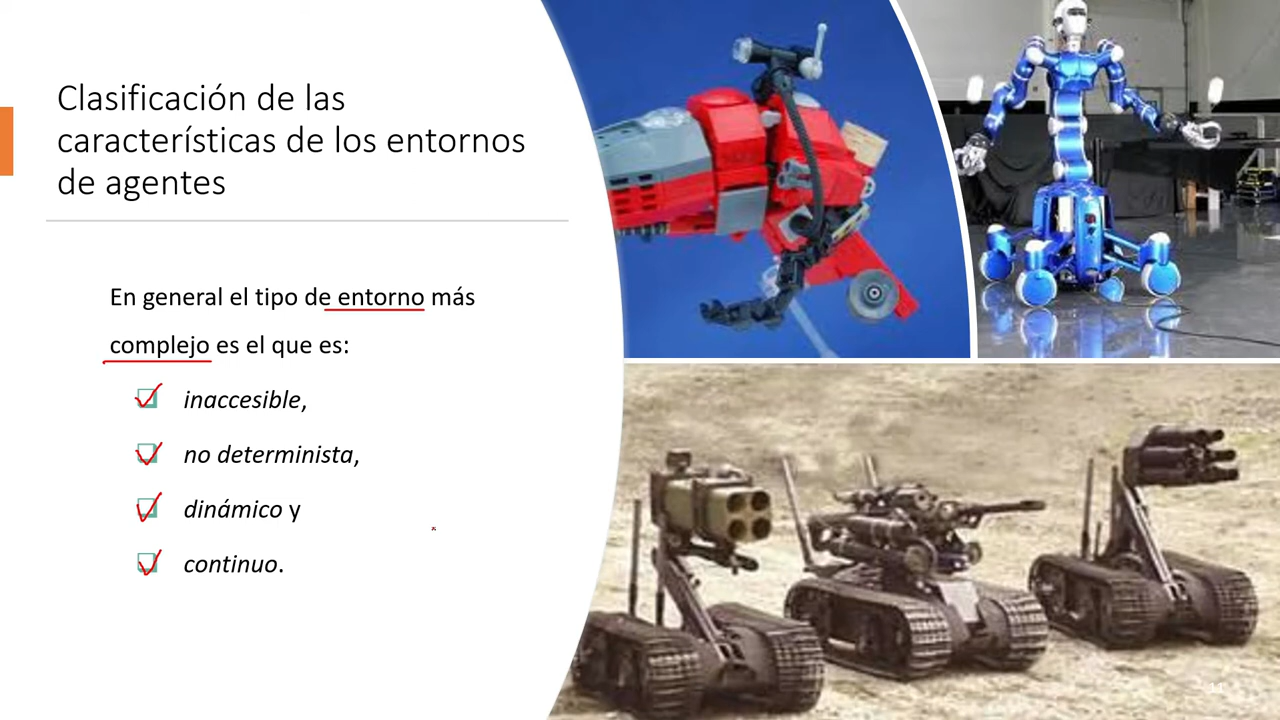 Clasificación de las
características de los entornos
de agentes
En general el tipo de entorno más
complejo es el que es:
inaccesible,
no determinista,
dinámico y
continuo.